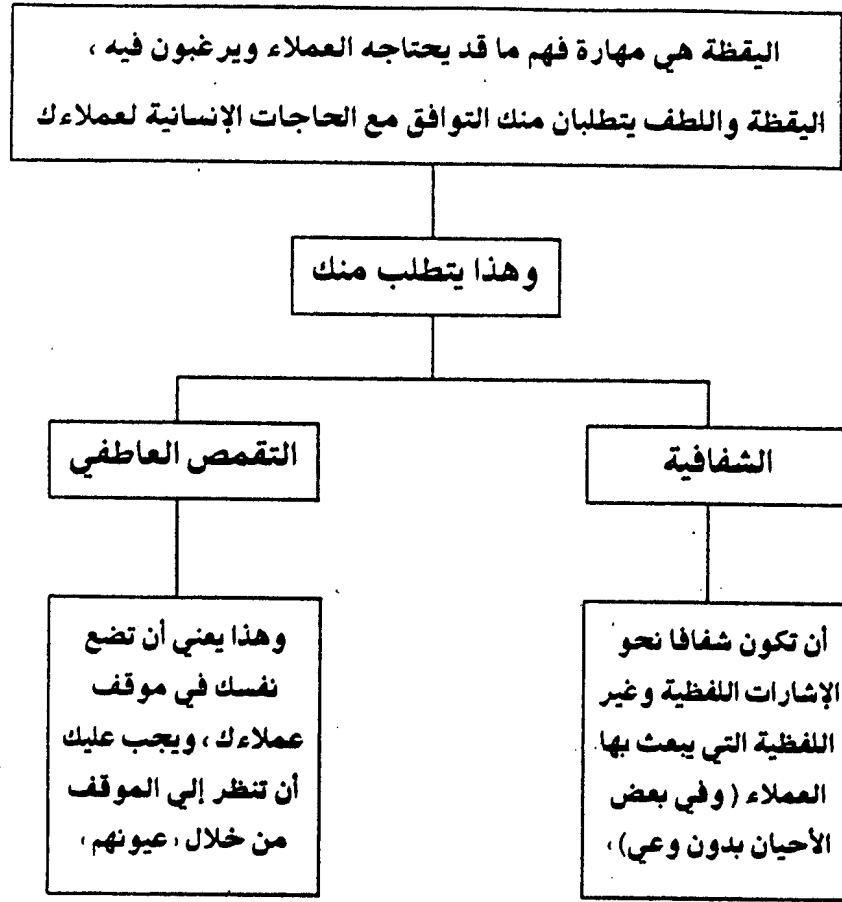 اليقظة هي مهارة فهم ما قد يحتاجه العملاء ويرغبون فيه ،
اليقظة واللطف يتطلبان منك التوافق مع الحاجات الإنسانية لعملاءك
وهذا يتطلب منك
الشفافية
التقمص العاطفي
أن تكون شفافا نحو
الإشارات اللفظية وغير
اللفظية التي يبعث بها
العملاء (وفي بعض
الأحيان بدون وعي)،
وهذا يعني أن تضع
نفسك في موقف
عملاءك، ويجب عليك
أن تنظر إلي الموقف
من خلال ،عيونهم،